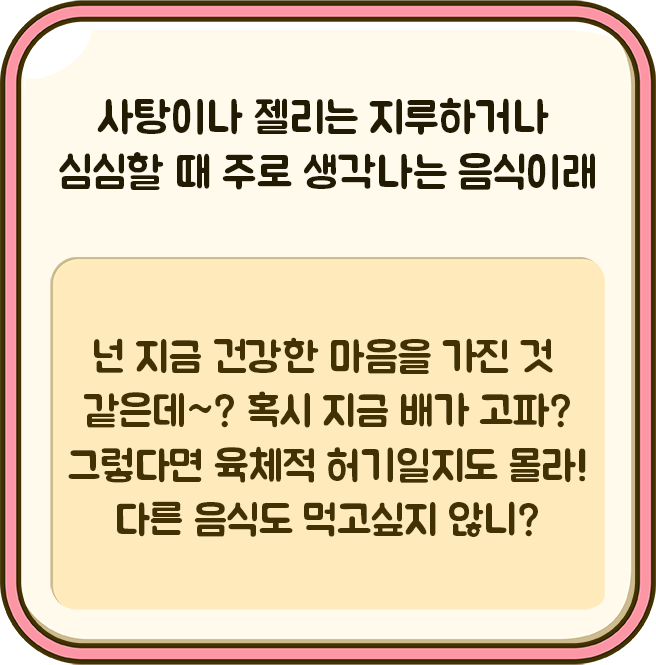 사탕이나 젤리는 지루하거나
심심할 때 주로 생각나는 음식이래
넌 지금 건강한 마음을 가진 것
같은데~? 혹시 지금 배가 고파?
그렇다면 육체적 허기일지도 몰라!
다른 음식도 먹고싶지 않니?